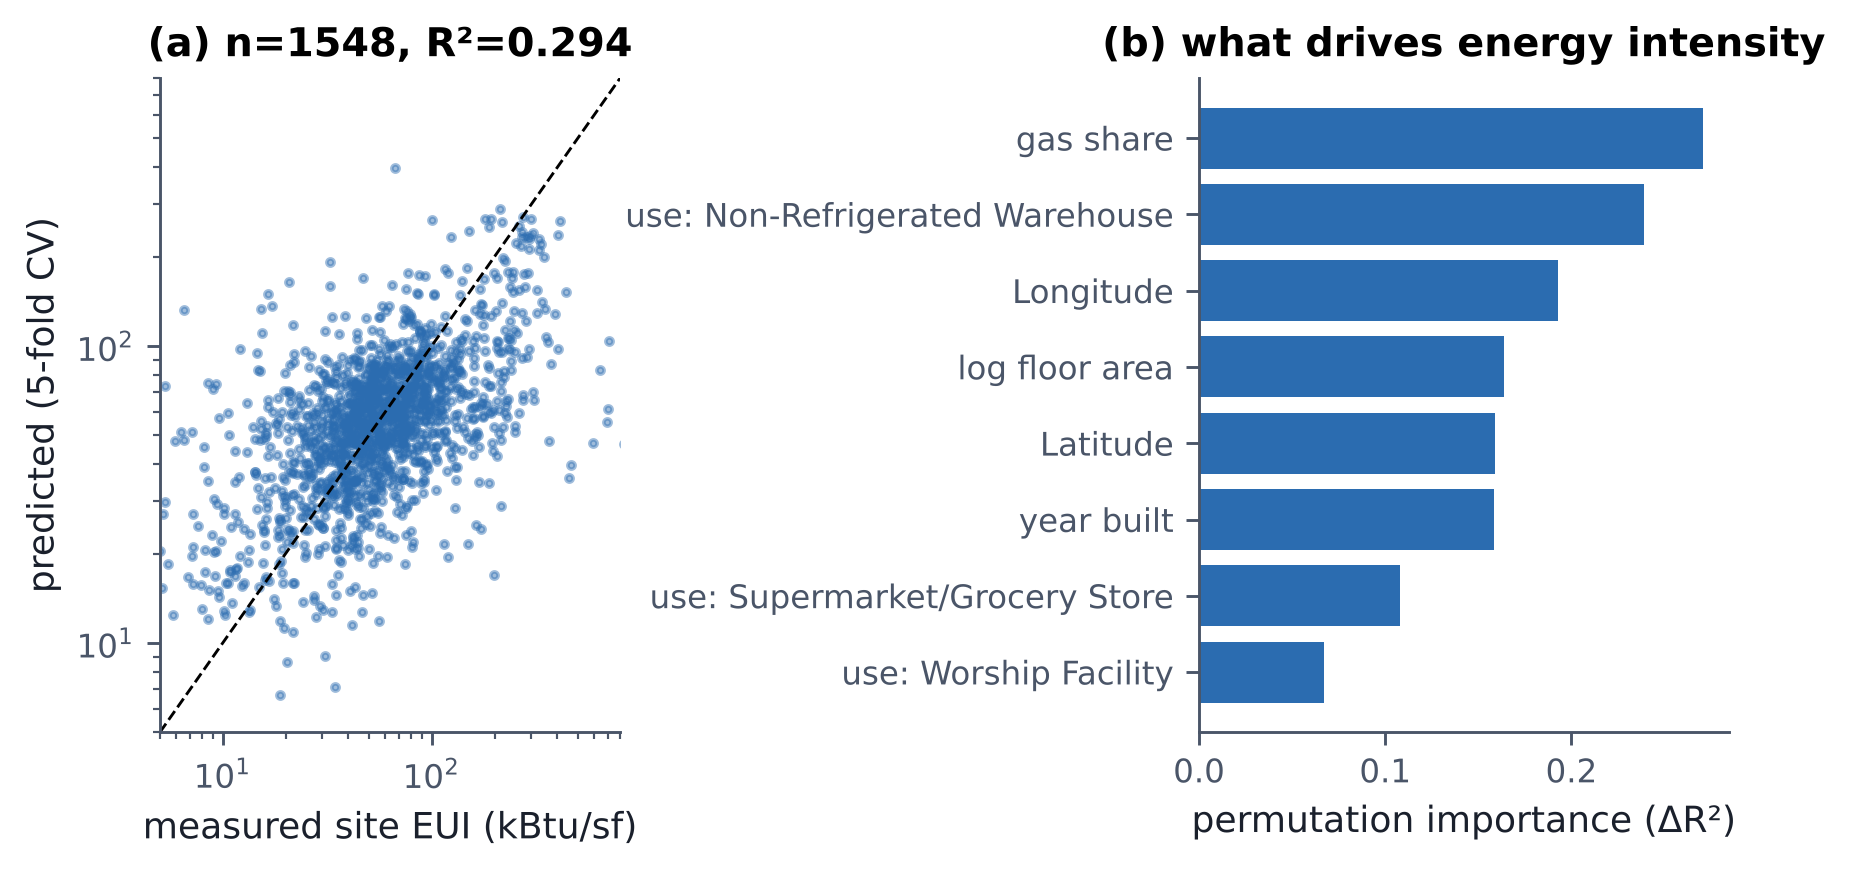 (a) n=1548, R²=0.294
predicted (5-fold CV)
10²
10¹
10¹
10²
measured site EUI (kBtu/sf)
(b) what drives energy intensity
gas share
use: Non-Refrigerated Warehouse
Longitude
log floor area
Latitude
year built
use: Supermarket/Grocery Store
use: Worship Facility
0.0
0.1
0.2
permutation importance (ΔR²)